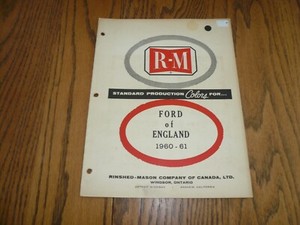 R-M
STANDARD PRODUCTION Colors FOR....
FORD
of
ENGLAND
1960-61
RINSHED-MASON COMPANY OF CANADA, LTD.
WINDSOR, ONTARIO